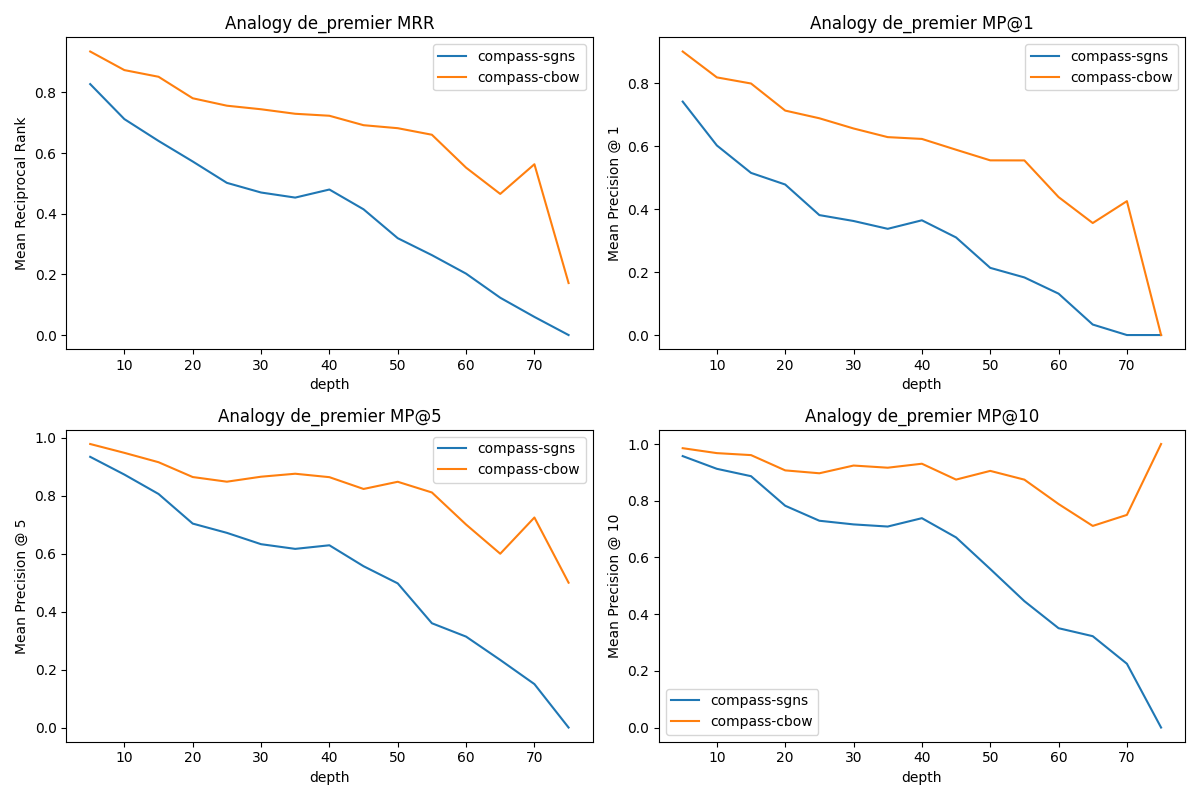 Analogy de_premier MRR
compass-sgns
compass-cbow
0.8
0.6
0.4
0.2
0.0
Mean Reciprocal Rank
10 20 30 40 50 60 70
depth
Analogy de_premier MP@1
compass-sgns
compass-cbow
0.8
0.6
0.4
0.2
0.0
Mean Precision @ 1
10 20 30 40 50 60 70
depth
Analogy de_premier MP@5
compass-sgns
compass-cbow
1.0
0.8
0.6
0.4
0.2
0.0
Mean Precision @ 5
10 20 30 40 50 60 70
depth
Analogy de_premier MP@10
1.0
0.8
0.6
0.4
0.2
0.0
Mean Precision @ 10
compass-sgns
compass-cbow
10 20 30 40 50 60 70
depth